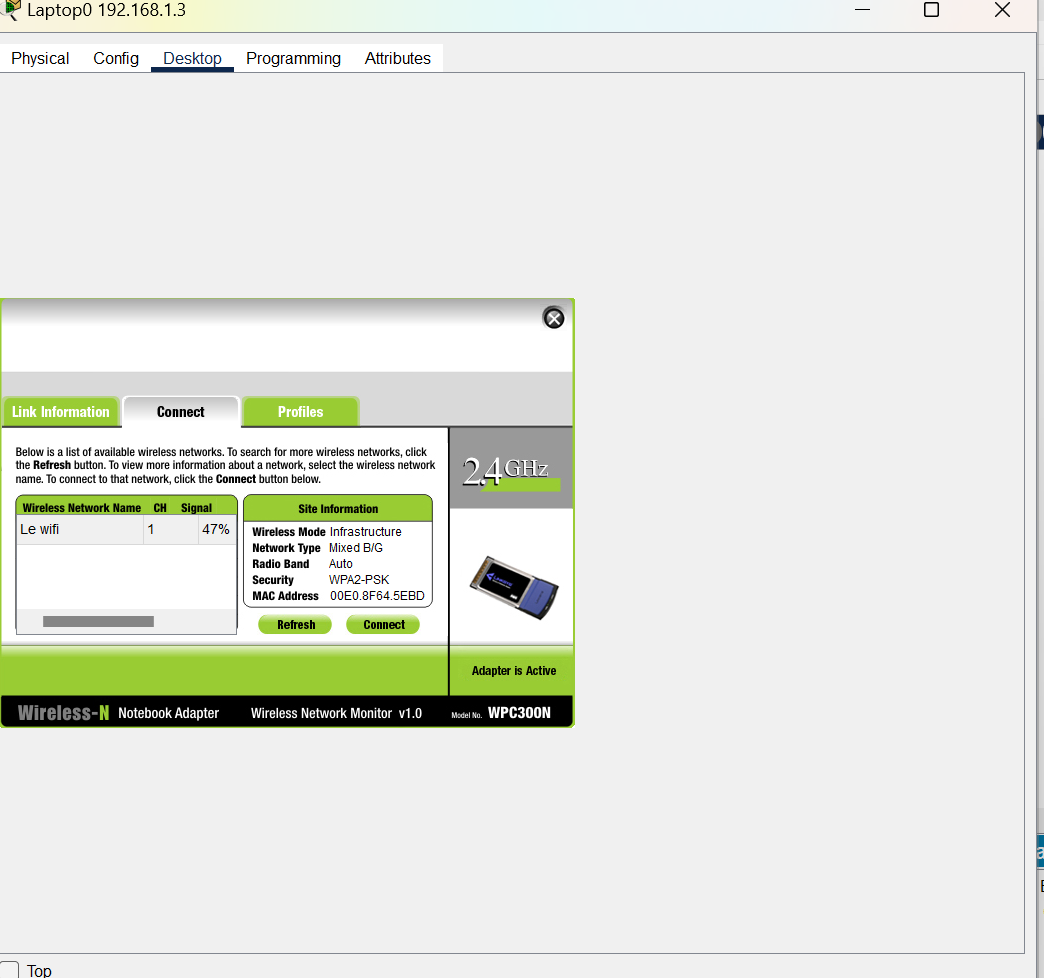 Laptop0 192.168.1.3
Physical Config Desktop Programming Attributes
Link Information Connect Profiles
Below is a list of available wireless networks. To search for more wireless networks, click
the Refresh button. To view more information about a network, select the wireless network
name. To connect to that network, click the Connect button below.
2.4GHz
Wireless Network Name CH Signal
Le wifi 1 47%
Site Information
Wireless Mode Infrastructure
Network Type Mixed B/G
Radio Band Auto
Security WPA2-PSK
MAC Address 00E0.8F64.5EBD
Refresh Connect
Adapter is Active
Wireless-N Notebook Adapter Wireless Network Monitor v1.0 Model No. WPC300N
Top